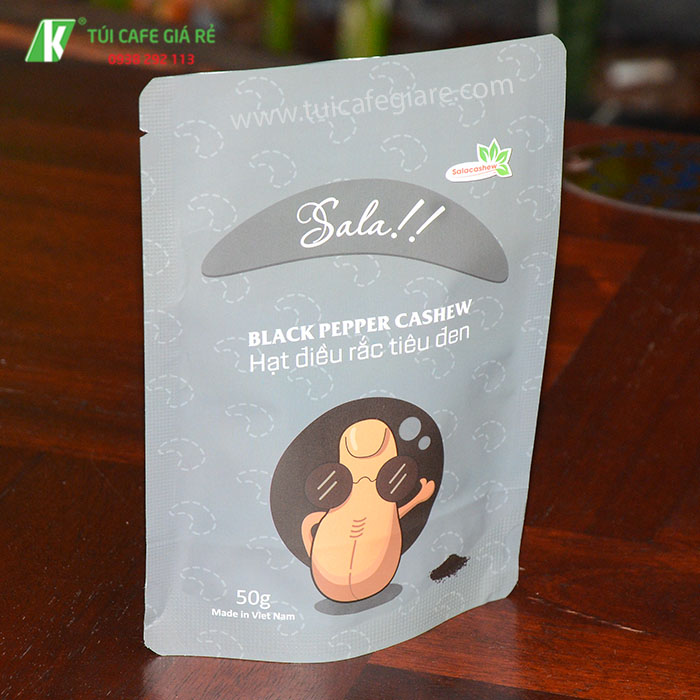 K® TÚI CAFE GIÁ RẺ
0938 292 113
www.tuicafegiare.com
Salacashew
Sala!!
BLACK PEPPER CASHEW
Hạt điều rắc tiêu đen
50g
Made in Viet Nam